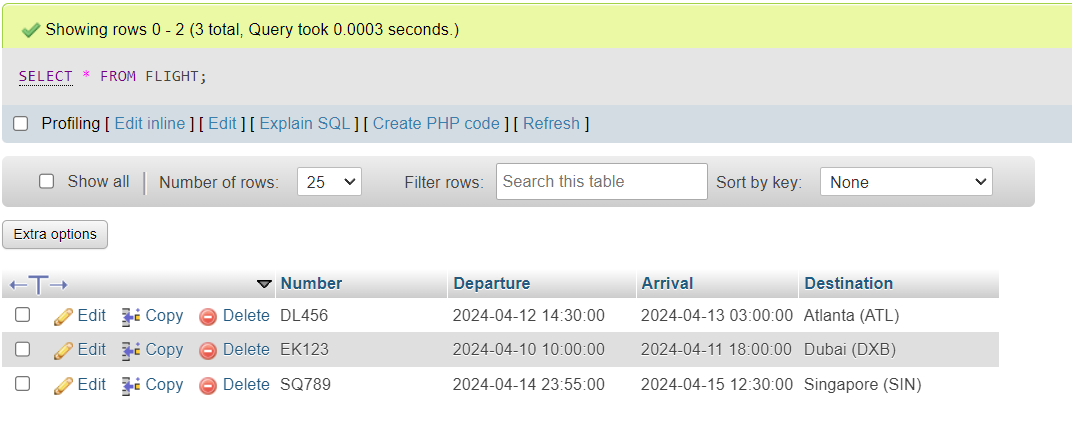 Showing rows 0 - 2 (3 total, Query took 0.0003 seconds.)
SELECT * FROM FLIGHT;
Profiling [ Edit inline ] [ Edit ] [ Explain SQL ] [ Create PHP code ] [ Refresh ]
Show all Number of rows: 25 Filter rows: Search this table Sort by key: None
Extra options
Number Departure Arrival Destination
Edit Copy Delete DL456 2024-04-12 14:30:00 2024-04-13 03:00:00 Atlanta (ATL)
Edit Copy Delete EK123 2024-04-10 10:00:00 2024-04-11 18:00:00 Dubai (DXB)
Edit Copy Delete SQ789 2024-04-14 23:55:00 2024-04-15 12:30:00 Singapore (SIN)